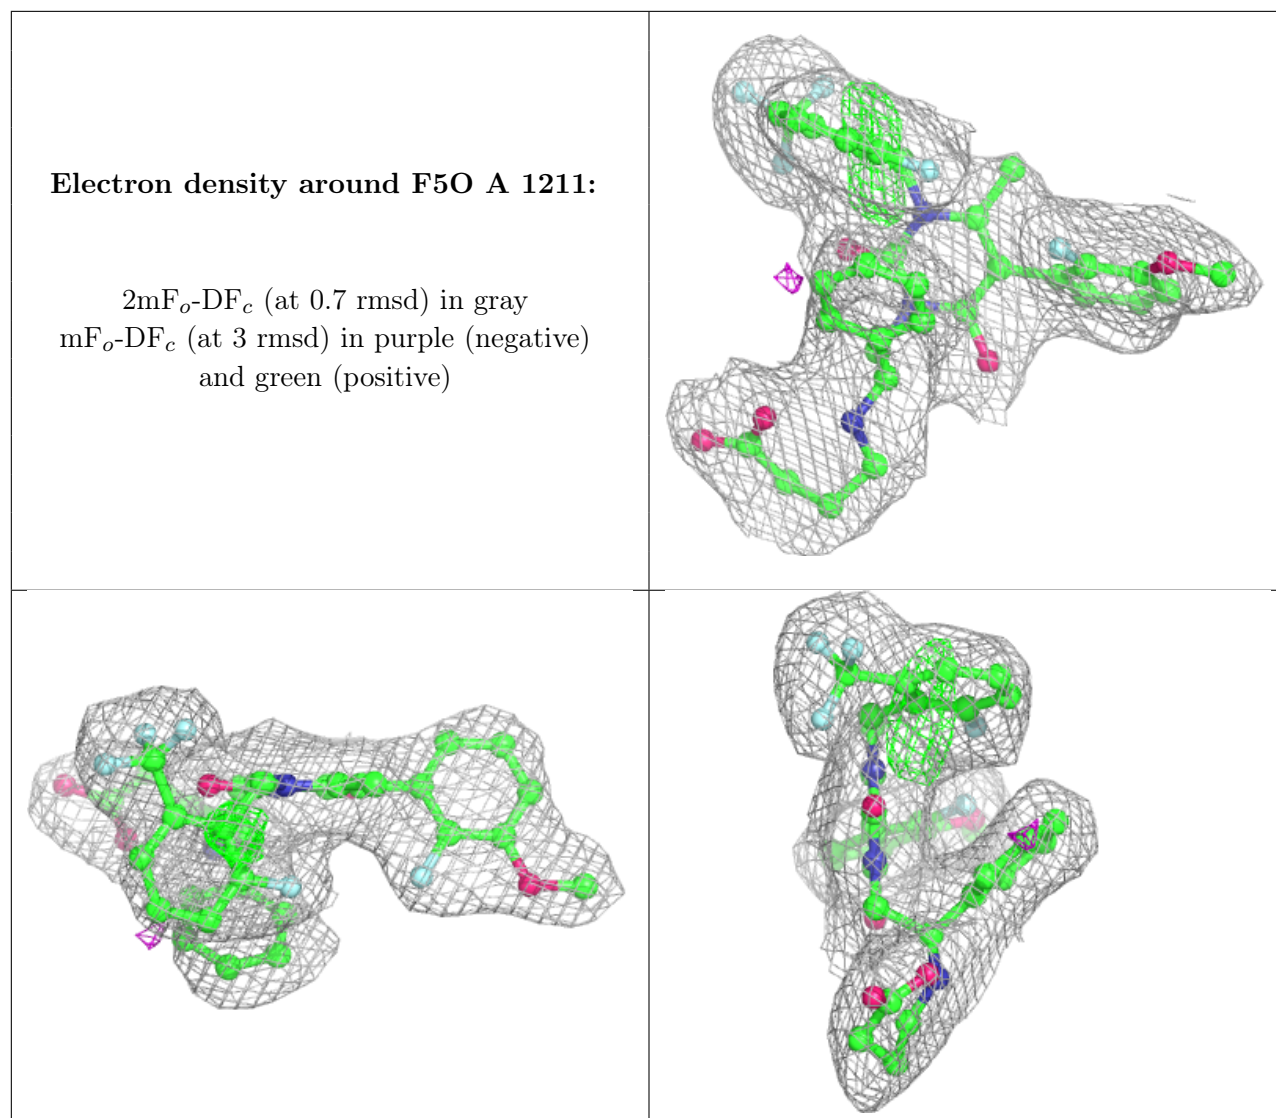 Electron density around F5O A 1211:
2mFo-DFc (at 0.7 rmsd) in gray
mFo-DFc (at 3 rmsd) in purple (negative)
and green (positive)